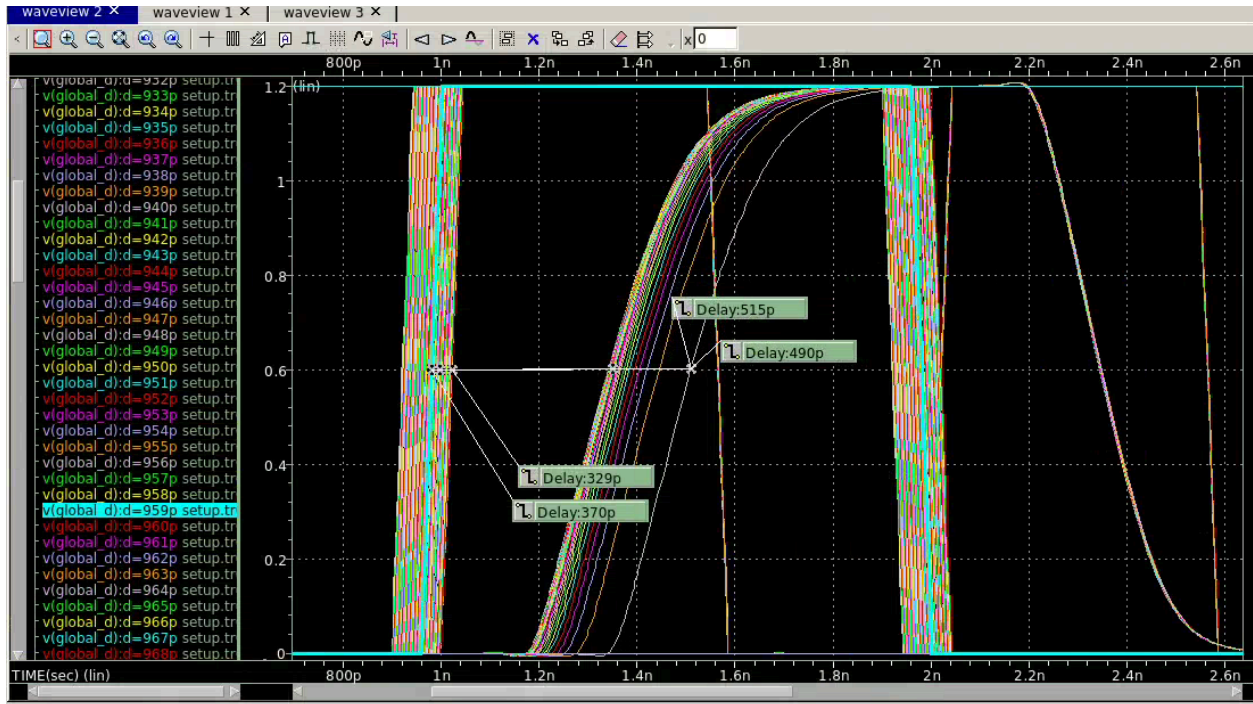 waveview 2 × waveview 1 × waveview 3 ×
x 0
800p 1n 1.2n 1.4n 1.6n 1.8n 2n 2.2n 2.4n 2.6n
v(global_d):d=932p setup.tr
v(global_d):d=933p setup.tr
v(global_d):d=934p setup.tr
v(global_d):d=935p setup.tr
v(global_d):d=936p setup.tr
v(global_d):d=937p setup.tr
v(global_d):d=938p setup.tr
v(global_d):d=939p setup.tr
v(global_d):d=940p setup.tr
v(global_d):d=941p setup.tr
v(global_d):d=942p setup.tr
v(global_d):d=943p setup.tr
v(global_d):d=944p setup.tr
v(global_d):d=945p setup.tr
v(global_d):d=946p setup.tr
v(global_d):d=947p setup.tr
v(global_d):d=948p setup.tr
v(global_d):d=949p setup.tr
v(global_d):d=950p setup.tr
v(global_d):d=951p setup.tr
v(global_d):d=952p setup.tr
v(global_d):d=953p setup.tr
v(global_d):d=954p setup.tr
v(global_d):d=955p setup.tr
v(global_d):d=956p setup.tr
v(global_d):d=957p setup.tr
v(global_d):d=958p setup.tr
v(global_d):d=959p setup.tr
v(global_d):d=960p setup.tr
v(global_d):d=961p setup.tr
v(global_d):d=962p setup.tr
v(global_d):d=963p setup.tr
v(global_d):d=964p setup.tr
v(global_d):d=965p setup.tr
v(global_d):d=966p setup.tr
v(global_d):d=967p setup.tr
v(global_d):d=968p setup.tr
1.2 (lin)
1
0.8
Delay:515p
Delay:490p
0.6
0.4
Delay:329p
Delay:370p
0.2
0
TIME(sec) (lin) 800p 1n 1.2n 1.4n 1.6n 1.8n 2n 2.2n 2.4n 2.6n